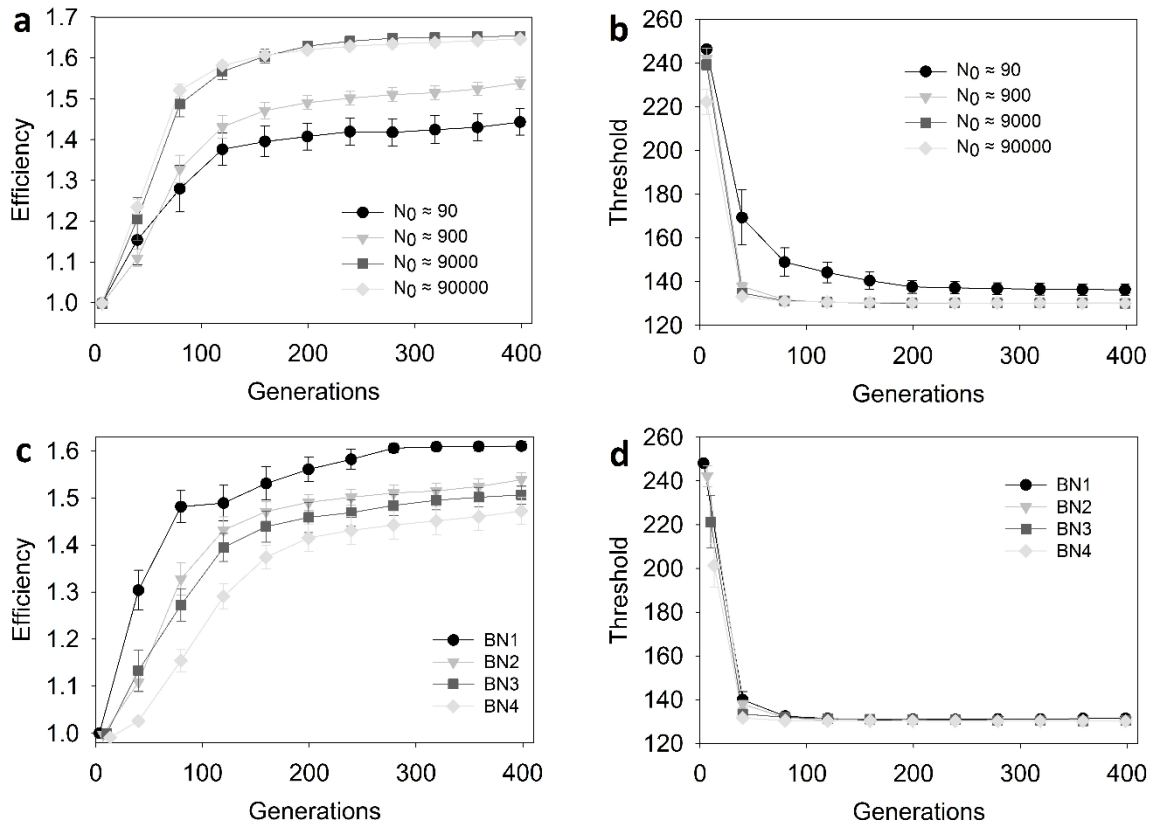 a
1.7
1.6
1.5
1.4
1.3
1.2
1.1
1.0
Efficiency
N0 ≈ 90
N0 ≈ 900
N0 ≈ 9000
N0 ≈ 90000
0 100 200 300 400
Generations
b
260
240
220
200
180
160
140
120
Threshold
N0 ≈ 90
N0 ≈ 900
N0 ≈ 9000
N0 ≈ 90000
0 100 200 300 400
Generations
c
1.6
1.5
1.4
1.3
1.2
1.1
1.0
Efficiency
BN1
BN2
BN3
BN4
0 100 200 300 400
Generations
d
260
240
220
200
180
160
140
120
Threshold
BN1
BN2
BN3
BN4
0 100 200 300 400
Generations